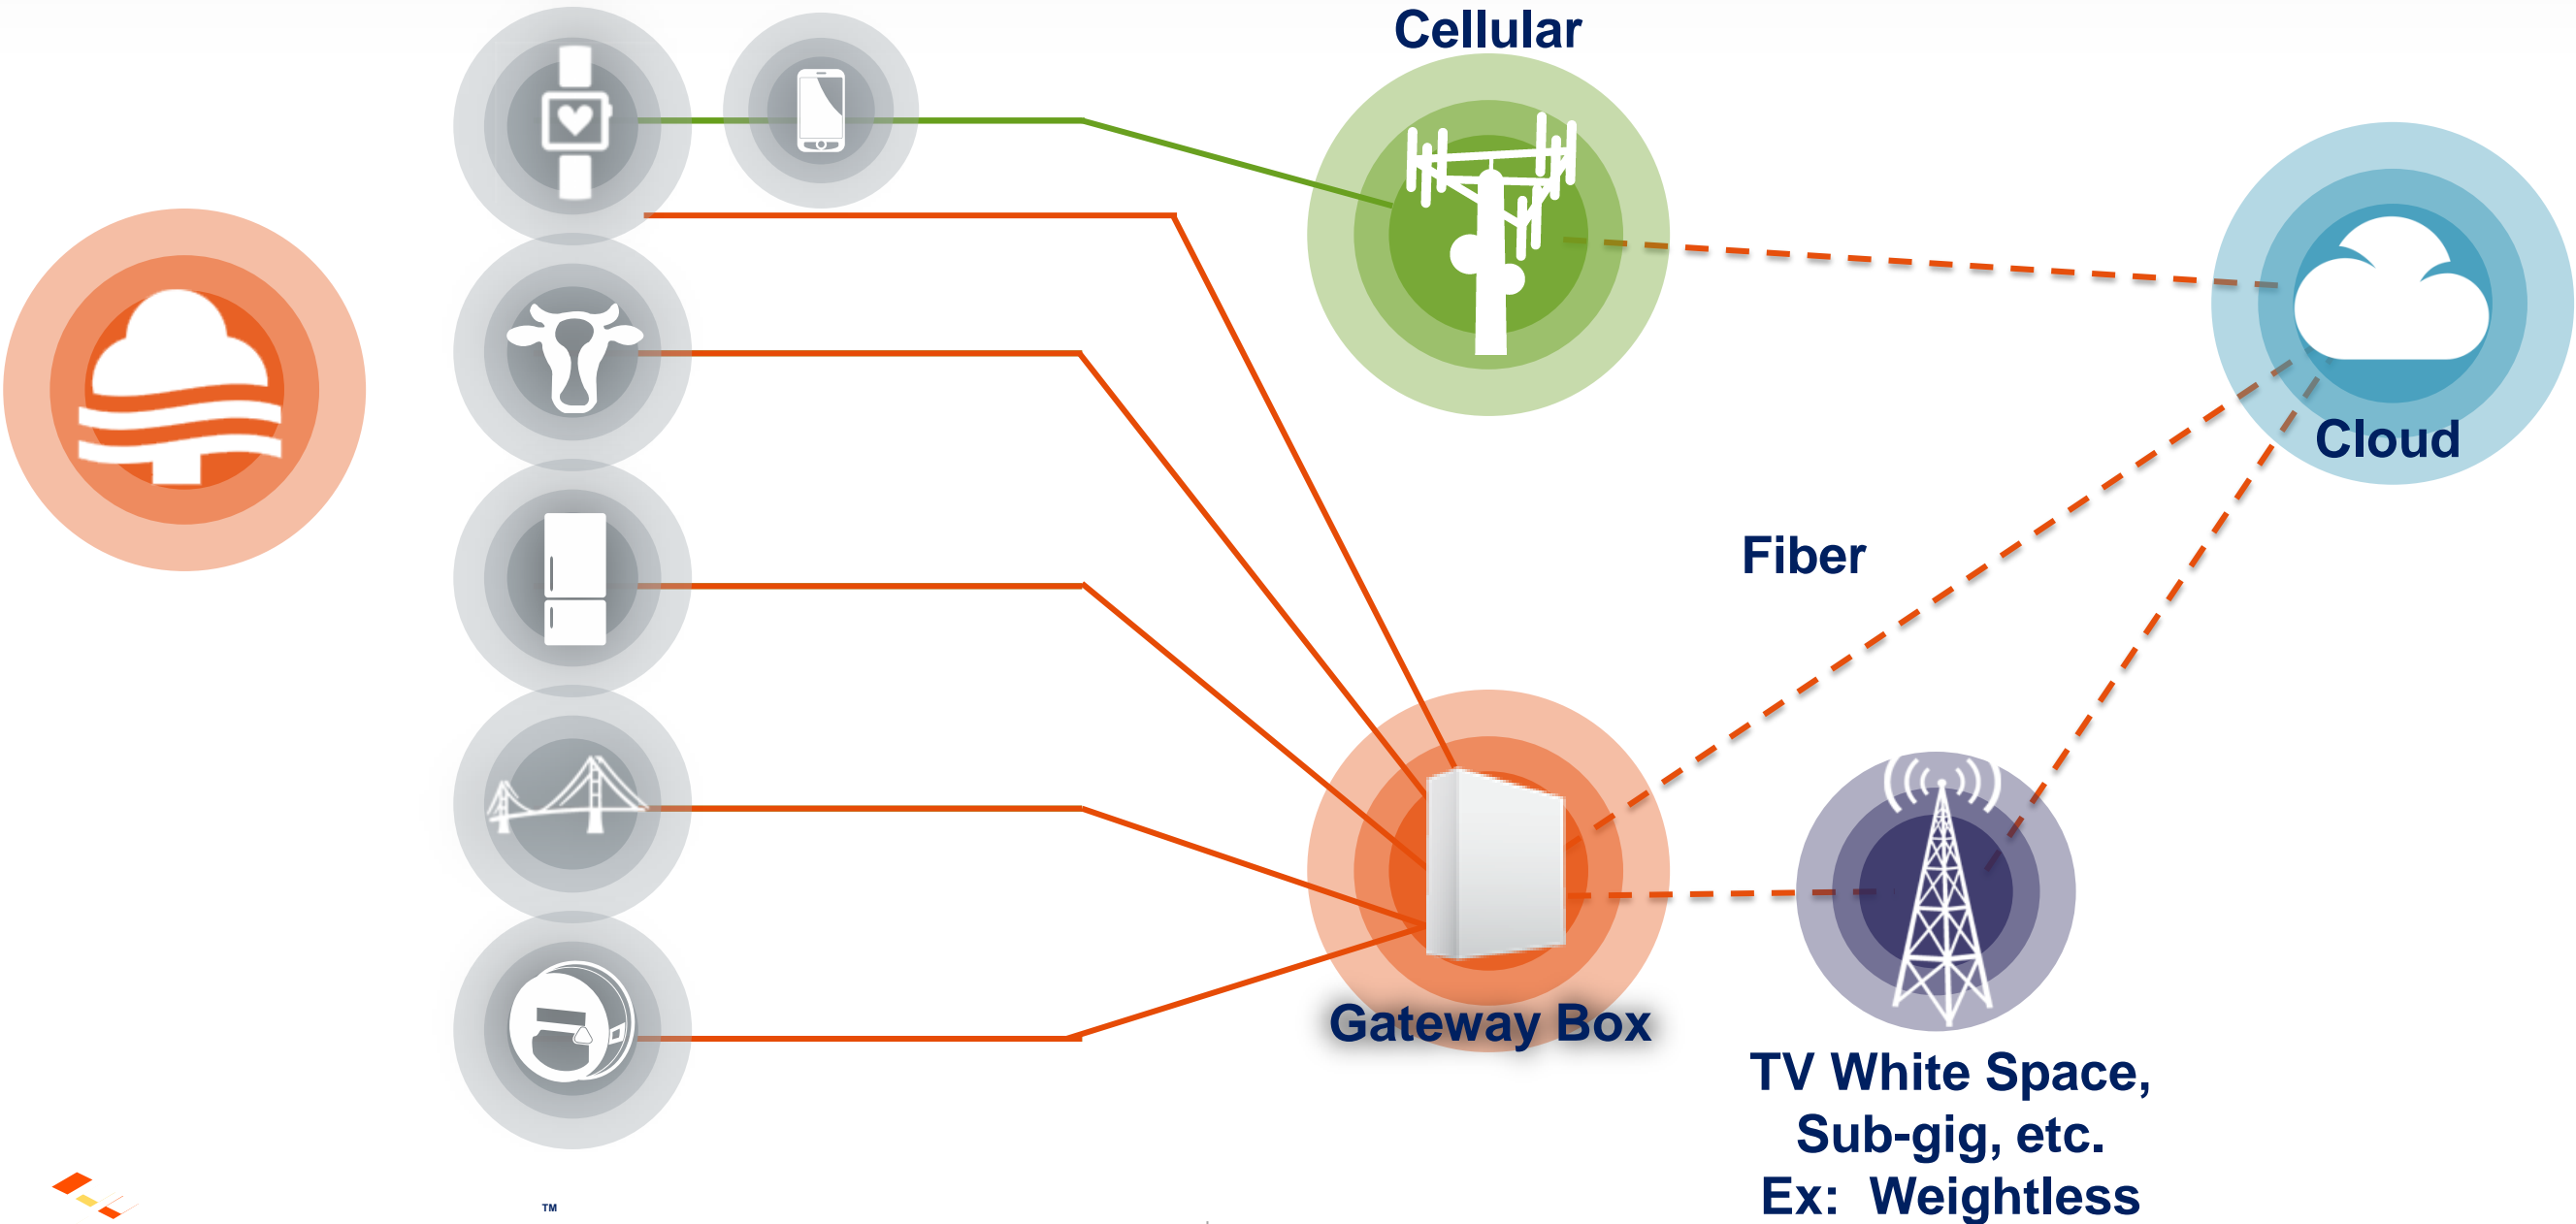 Cellular
Cloud
Fiber
Gateway Box
TV White Space,
Sub-gig, etc.
Ex: Weightless
TM